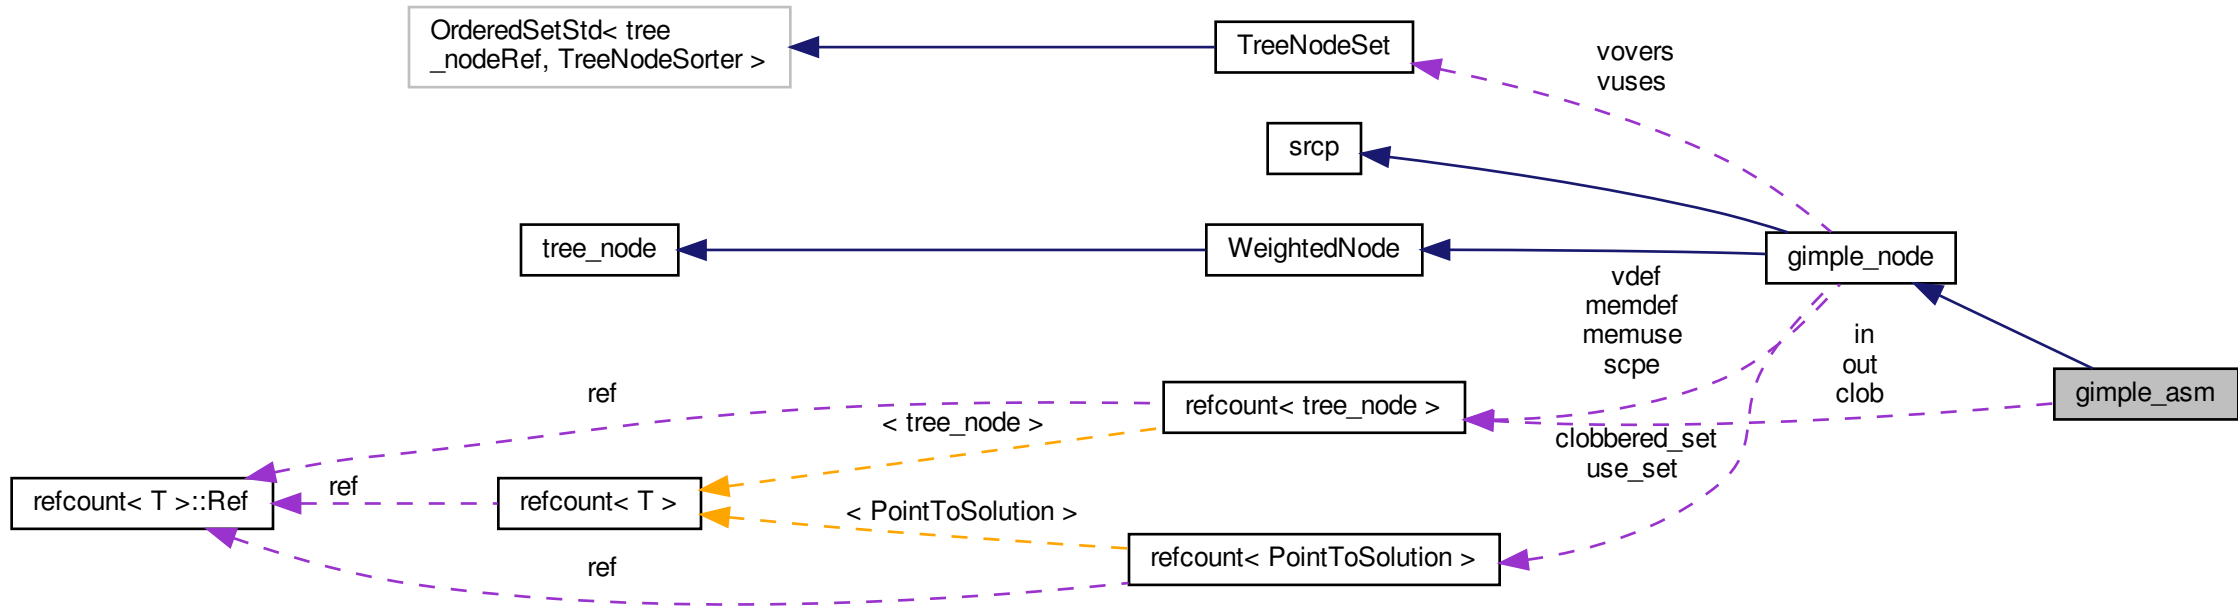 OrderedSetStd< tree
_nodeRef, TreeNodeSorter >
TreeNodeSet
vovers
vuses
srcp
tree_node
WeightedNode
gimple_node
vdef
memdef
memuse
scpe
in
out
clob
gimple_asm
ref
refcount< tree_node >
< tree_node >
clobbered_set
use_set
refcount< T >::Ref
ref
refcount< T >
< PointToSolution >
refcount< PointToSolution >
ref